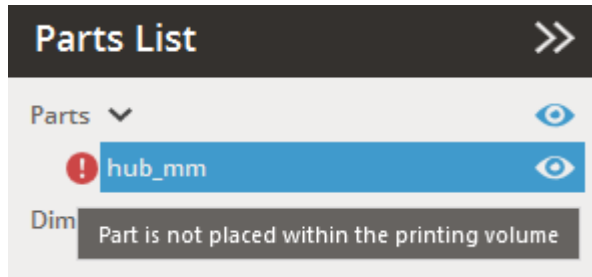 Parts List
Parts
hub_mm
Dim
Part is not placed within the printing volume